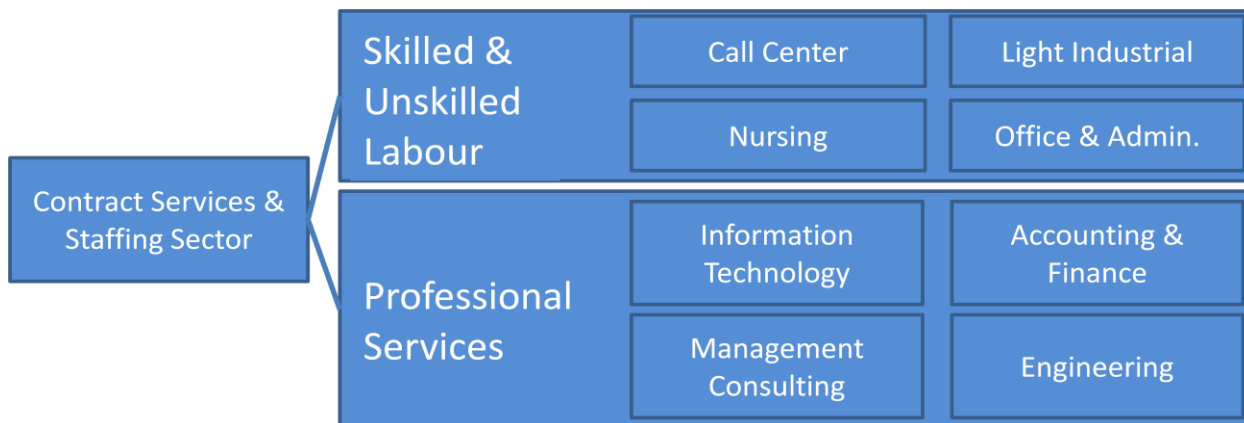 Contract Services &
Staffing Sector
Skilled &
Unskilled
Labour
Call Center
Light Industrial
Nursing
Office & Admin.
Professional
Services
Information
Technology
Accounting &
Finance
Management
Consulting
Engineering